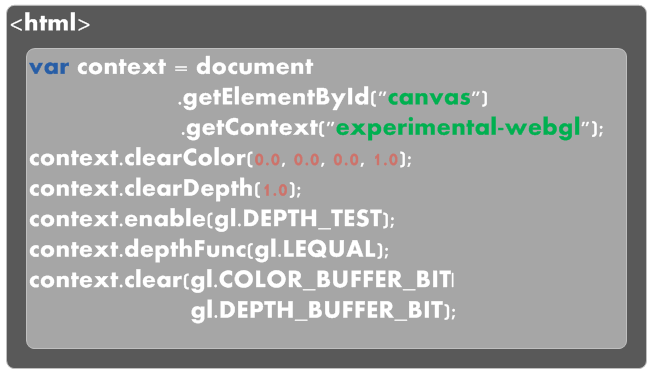 <html>
var context = document
.getElementById("canvas")
.getContext("experimental-webgl");
context.clearColor(0.0, 0.0, 0.0, 1.0);
context.clearDepth(1.0);
context.enable(gl.DEPTH_TEST);
context.depthFunc(gl.LEQUAL);
context.clear(gl.COLOR_BUFFER_BIT|
gl.DEPTH_BUFFER_BIT);